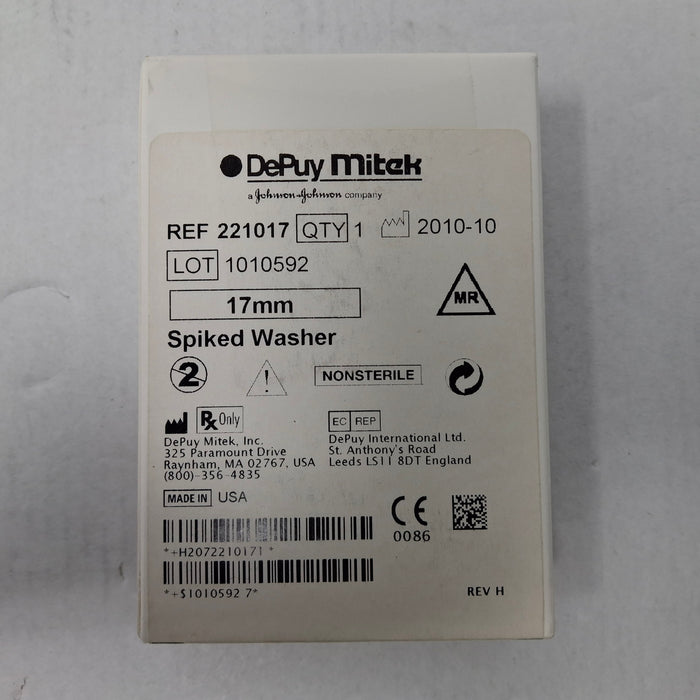 DePuy Mitek
a Johnson & Johnson company
REF 221017 QTY 1 2010-10
LOT 1010592
17mm
MR
Spiked Washer
2
!
NONSTERILE
Rx Only
EC REP
DePuy Mitek, Inc.
325 Paramount Drive
Raynham, MA 02767, USA
(800)-356-4835
DePuy International Ltd.
St. Anthony's Road
Leeds LS11 8DT England
MADE IN USA
CE
0086
*+H2072210171*
*+$1010592 7*
REV H